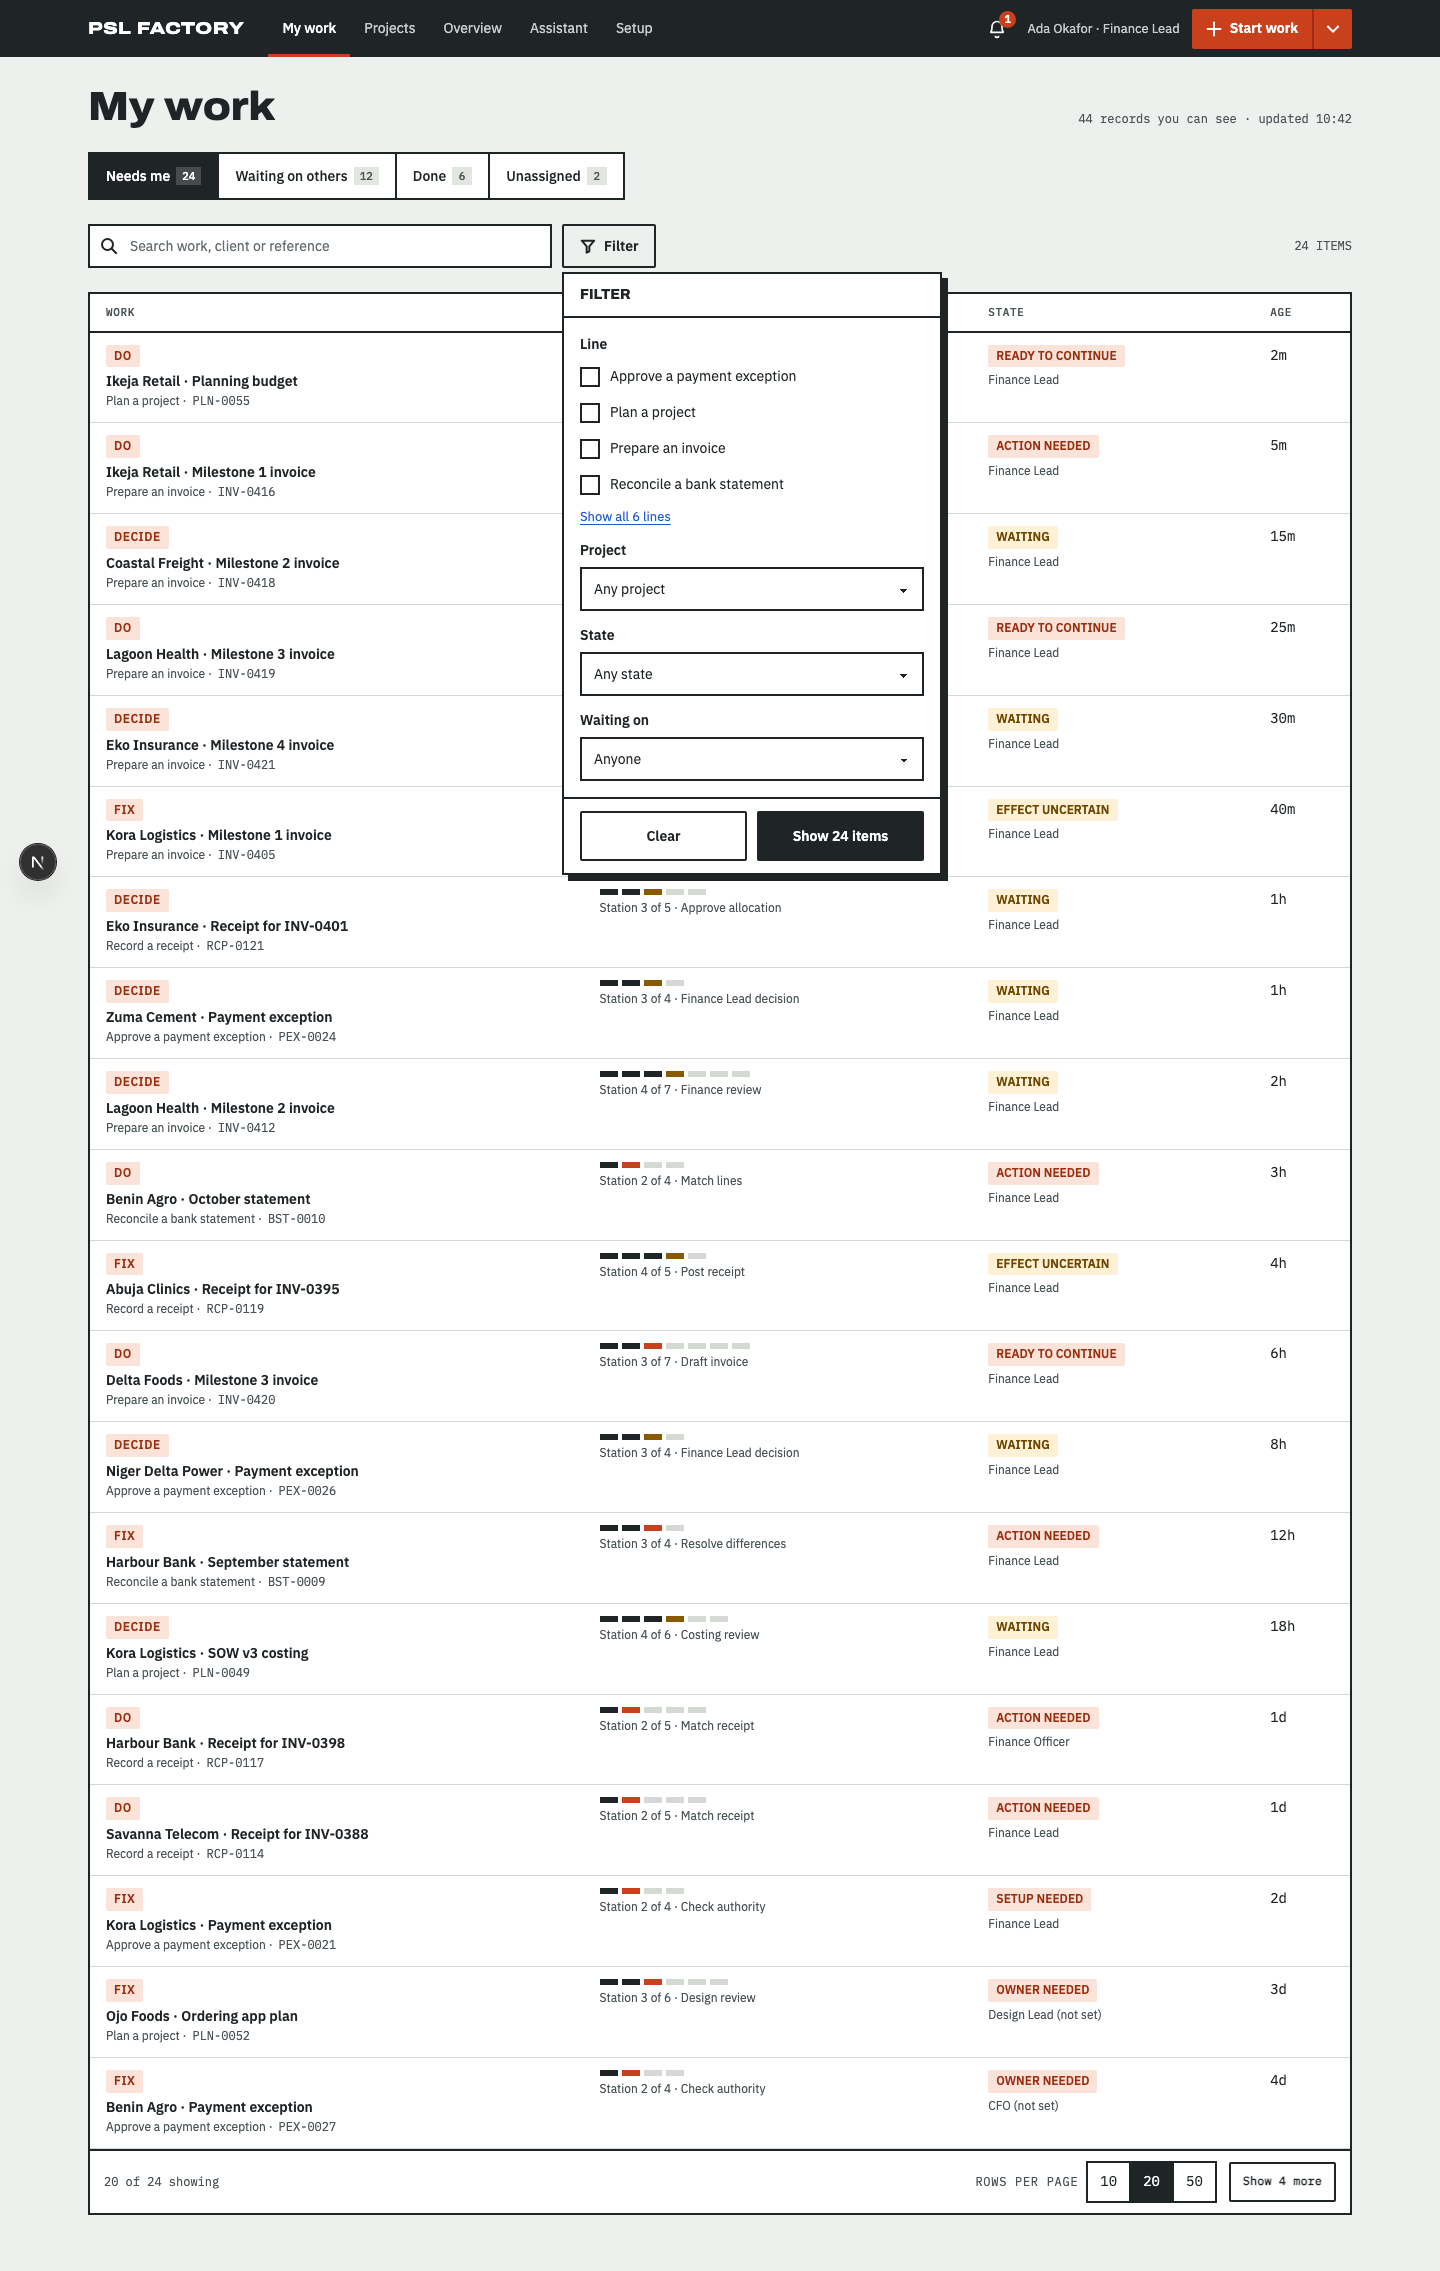 PSL FACTORY
My work
Projects
Overview
Assistant
Setup
1
Ada Okafor · Finance Lead
Start work
My work
44 records you can see · updated 10:42
Needs me 24
Waiting on others 12
Done 6
Unassigned 2
Search work, client or reference
Filter
24 ITEMS
FILTER
Line
Approve a payment exception
Plan a project
Prepare an invoice
Reconcile a bank statement
Show all 6 lines
Project
Any project
State
Any state
Waiting on
Anyone
Clear
Show 24 items
WORK
STATE
AGE
DO
Ikeja Retail · Planning budget
Plan a project · PLN-0055
READY TO CONTINUE
Finance Lead
2m
DO
Ikeja Retail · Milestone 1 invoice
Prepare an invoice · INV-0416
ACTION NEEDED
Finance Lead
5m
DECIDE
Coastal Freight · Milestone 2 invoice
Prepare an invoice · INV-0418
WAITING
Finance Lead
15m
DO
Lagoon Health · Milestone 3 invoice
Prepare an invoice · INV-0419
READY TO CONTINUE
Finance Lead
25m
DECIDE
Eko Insurance · Milestone 4 invoice
Prepare an invoice · INV-0421
WAITING
Finance Lead
30m
FIX
Kora Logistics · Milestone 1 invoice
Prepare an invoice · INV-0405
EFFECT UNCERTAIN
Finance Lead
40m
N
DECIDE
Eko Insurance · Receipt for INV-0401
Record a receipt · RCP-0121
Station 3 of 5 · Approve allocation
WAITING
Finance Lead
1h
DECIDE
Zuma Cement · Payment exception
Approve a payment exception · PEX-0024
Station 3 of 4 · Finance Lead decision
WAITING
Finance Lead
1h
DECIDE
Lagoon Health · Milestone 2 invoice
Prepare an invoice · INV-0412
Station 4 of 7 · Finance review
WAITING
Finance Lead
2h
DO
Benin Agro · October statement
Reconcile a bank statement · BST-0010
Station 2 of 4 · Match lines
ACTION NEEDED
Finance Lead
3h
FIX
Abuja Clinics · Receipt for INV-0395
Record a receipt · RCP-0119
Station 4 of 5 · Post receipt
EFFECT UNCERTAIN
Finance Lead
4h
DO
Delta Foods · Milestone 3 invoice
Prepare an invoice · INV-0420
Station 3 of 7 · Draft invoice
READY TO CONTINUE
Finance Lead
6h
DECIDE
Niger Delta Power · Payment exception
Approve a payment exception · PEX-0026
Station 3 of 4 · Finance Lead decision
WAITING
Finance Lead
8h
FIX
Harbour Bank · September statement
Reconcile a bank statement · BST-0009
Station 3 of 4 · Resolve differences
ACTION NEEDED
Finance Lead
12h
DECIDE
Kora Logistics · SOW v3 costing
Plan a project · PLN-0049
Station 4 of 6 · Costing review
WAITING
Finance Lead
18h
DO
Harbour Bank · Receipt for INV-0398
Record a receipt · RCP-0117
Station 2 of 5 · Match receipt
ACTION NEEDED
Finance Officer
1d
DO
Savanna Telecom · Receipt for INV-0388
Record a receipt · RCP-0114
Station 2 of 5 · Match receipt
ACTION NEEDED
Finance Lead
1d
FIX
Kora Logistics · Payment exception
Approve a payment exception · PEX-0021
Station 2 of 4 · Check authority
SETUP NEEDED
Finance Lead
2d
FIX
Ojo Foods · Ordering app plan
Plan a project · PLN-0052
Station 3 of 6 · Design review
OWNER NEEDED
Design Lead (not set)
3d
FIX
Benin Agro · Payment exception
Approve a payment exception · PEX-0027
Station 2 of 4 · Check authority
OWNER NEEDED
CFO (not set)
4d
20 of 24 showing
ROWS PER PAGE
10
20
50
Show 4 more